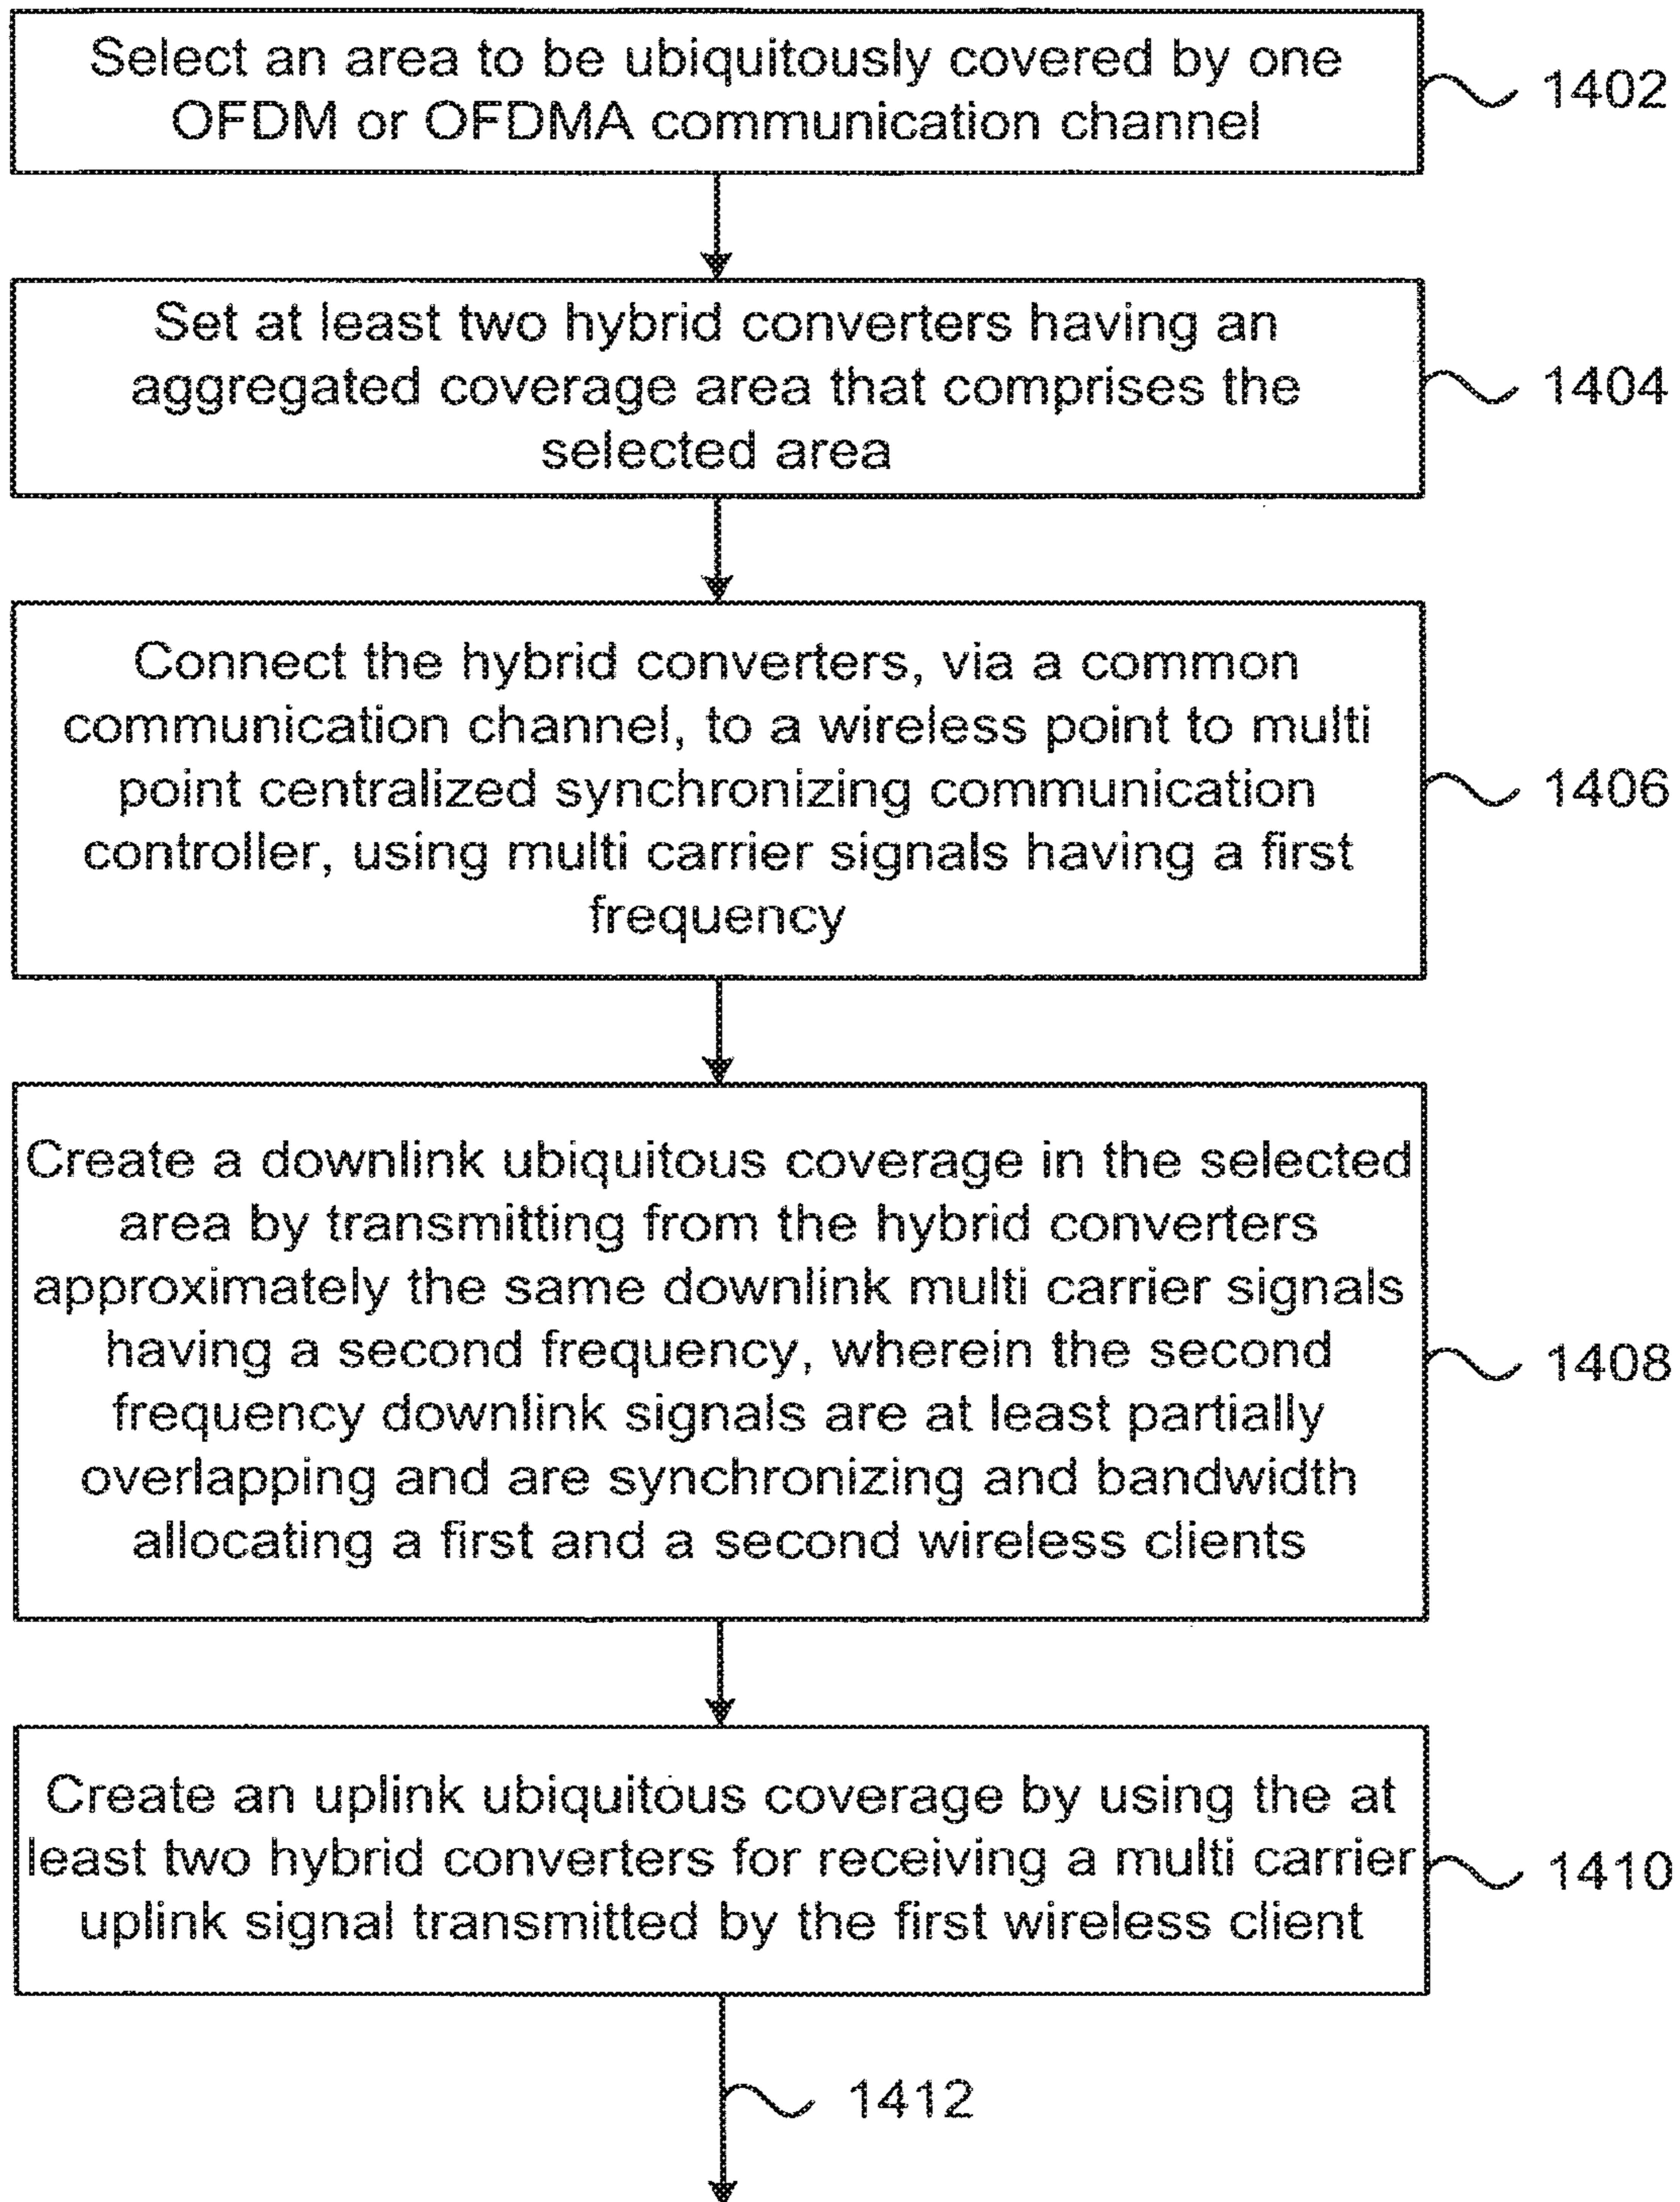 Select an area to be ubiquitously covered by one
OFDM or OFDMA communication channel
1402
Set at least two hybrid converters having an
aggregated coverage area that comprises the
selected area
1404
Connect the hybrid converters, via a common
communication channel, to a wireless point to multi
point centralized synchronizing communication
controller, using multi carrier signals having a first
frequency
1406
Create a downlink ubiquitous coverage in the selected
area by transmitting from the hybrid converters
approximately the same downlink multi carrier signals
having a second frequency, wherein the second
frequency downlink signals are at least partially
overlapping and are synchronizing and bandwidth
allocating a first and a second wireless clients
1408
Create an uplink ubiquitous coverage by using the at
least two hybrid converters for receiving a multi carrier
uplink signal transmitted by the first wireless client
1410
1412